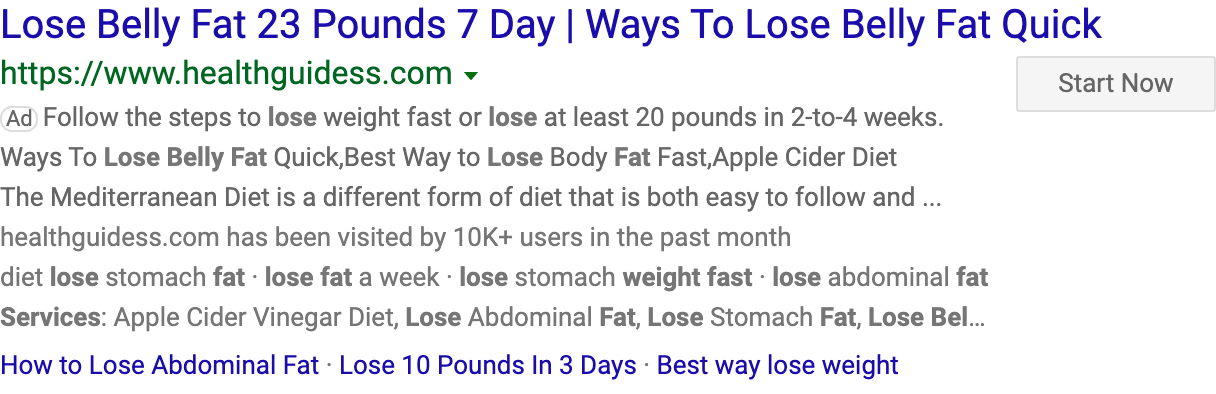 Lose Belly Fat 23 Pounds 7 Day | Ways To Lose Belly Fat Quick
https://www.healthguidess.com
Start Now
Ad Follow the steps to lose weight fast or lose at least 20 pounds in 2-to-4 weeks.
Ways To Lose Belly Fat Quick,Best Way to Lose Body Fat Fast,Apple Cider Diet
The Mediterranean Diet is a different form of diet that is both easy to follow and ...
healthguidess.com has been visited by 10K+ users in the past month
diet lose stomach fat · lose fat a week · lose stomach weight fast · lose abdominal fat
Services: Apple Cider Vinegar Diet, Lose Abdominal Fat, Lose Stomach Fat, Lose Bel...
How to Lose Abdominal Fat · Lose 10 Pounds In 3 Days · Best way lose weight